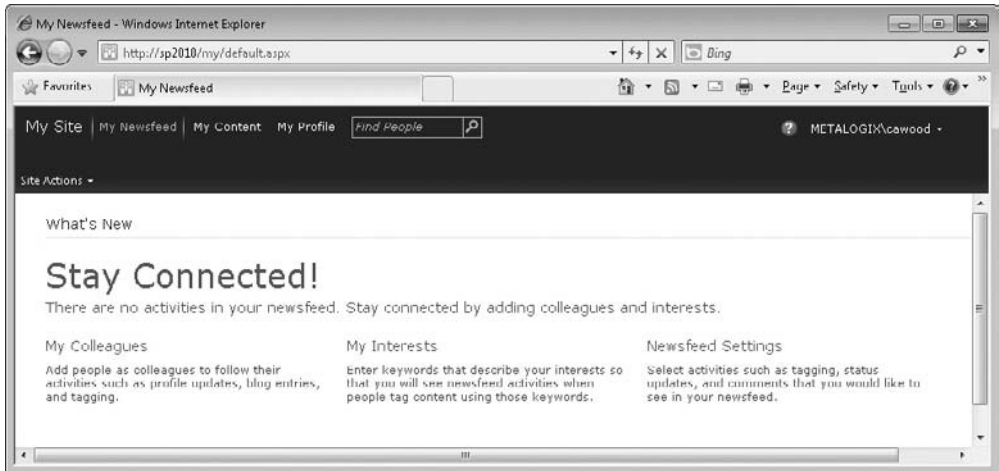 My Newsfeed - Windows Internet Explorer
http://sp2010/my/default.aspx
Bing
Favorites
My Newsfeed
Page
Safety
Tools
My Site
My Newsfeed
My Content
My Profile
Find People
METALOGIX\cawood
Site Actions
What's New
Stay Connected!
There are no activities in your newsfeed. Stay connected by adding colleagues and interests.
My Colleagues
Add people as colleagues to follow their
activities such as profile updates, blog entries,
and tagging.
My Interests
Enter keywords that describe your interests so
that you will see newsfeed activities when
people tag content using those keywords.
Newsfeed Settings
Select activities such as tagging, status
updates, and comments that you would like to
see in your newsfeed.